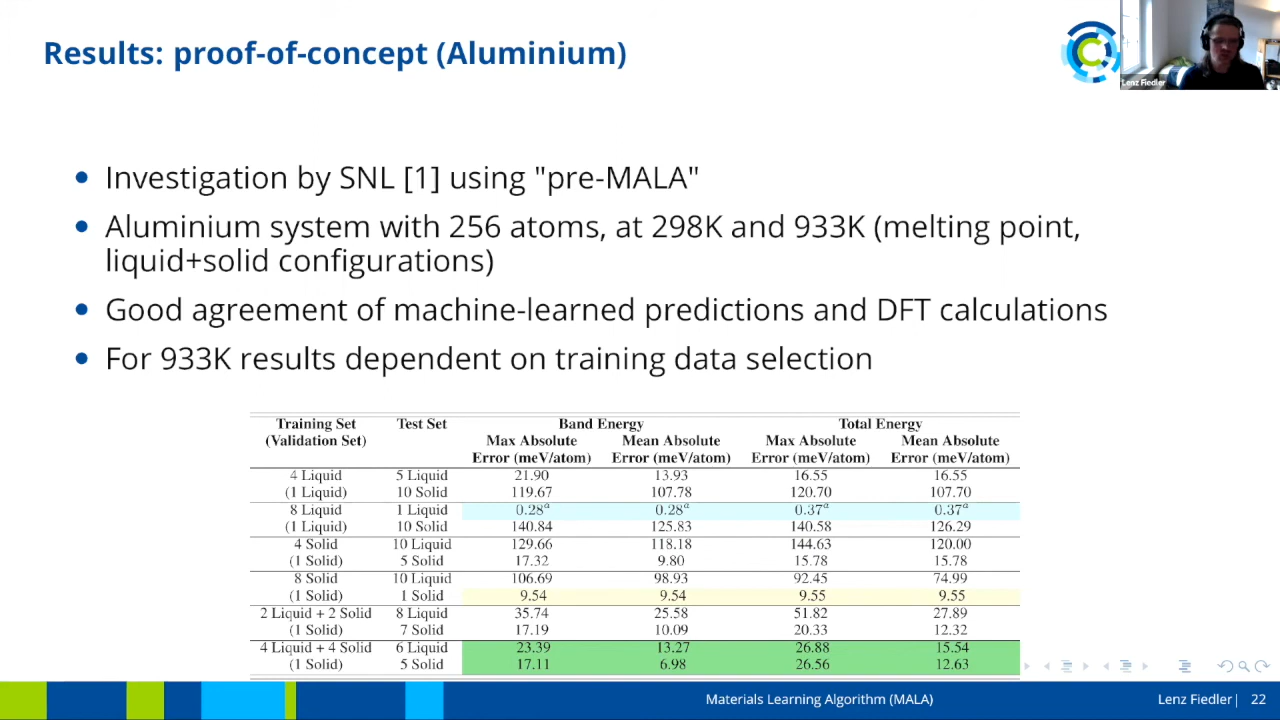 Results: proof-of-concept (Aluminium)
Lenz Fiedler
Investigation by SNL [1] using "pre-MALA"
Aluminium system with 256 atoms, at 298K and 933K (melting point,
liquid+solid configurations)
Good agreement of machine-learned predictions and DFT calculations
For 933K results dependent on training data selection
Training Set Test Set Band Energy Total Energy
(Validation Set) Max Absolute Mean Absolute Max Absolute Mean Absolute
Error (meV/atom) Error (meV/atom) Error (meV/atom) Error (meV/atom)
4 Liquid 5 Liquid 21.90 13.93 16.55 16.55
(1 Liquid) 10 Solid 119.67 107.78 120.70 107.70
8 Liquid 1 Liquid 0.28ᵃ 0.28ᵃ 0.37ᵃ 0.37ᵃ
(1 Liquid) 10 Solid 140.84 125.83 140.58 126.29
4 Solid 10 Liquid 129.66 118.18 144.63 120.00
(1 Solid) 5 Solid 17.32 9.80 15.78 15.78
8 Solid 10 Liquid 106.69 98.93 92.45 74.99
(1 Solid) 1 Solid 9.54 9.54 9.55 9.55
2 Liquid + 2 Solid 8 Liquid 35.74 25.58 51.82 27.89
(1 Solid) 7 Solid 17.19 10.09 20.33 12.32
4 Liquid + 4 Solid 6 Liquid 23.39 13.27 26.88 15.54
(1 Solid) 5 Solid 17.11 6.98 26.56 12.63
Materials Learning Algorithm (MALA) Lenz Fiedler| 22